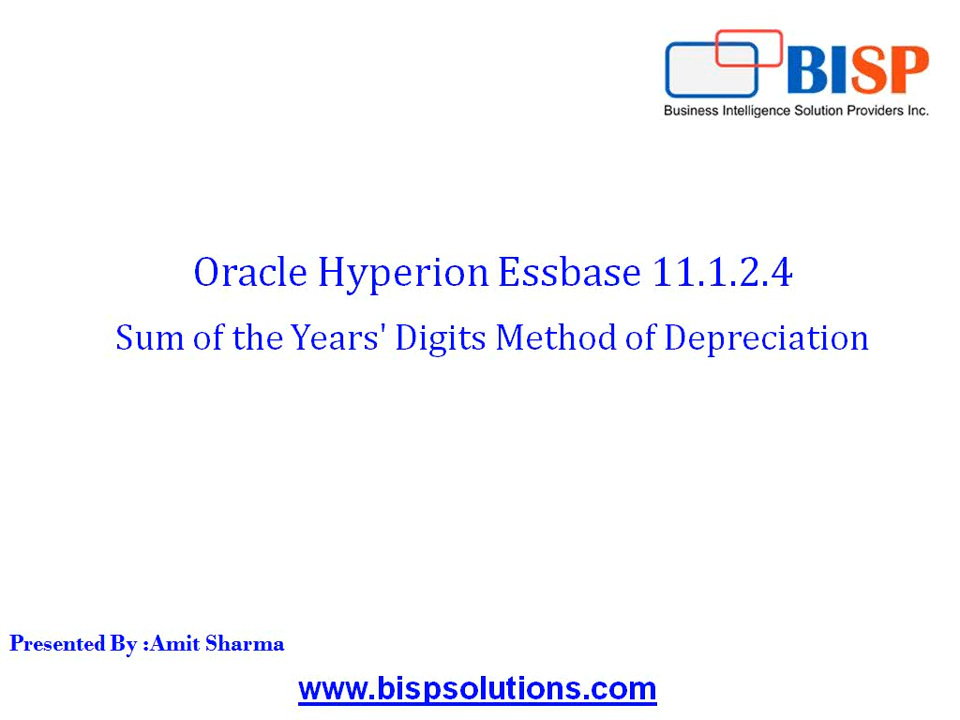 BISP
Business Intelligence Solution Providers Inc.
Oracle Hyperion Essbase 11.1.2.4
Sum of the Years' Digits Method of Depreciation
Presented By :Amit Sharma
www.bispsolutions.com